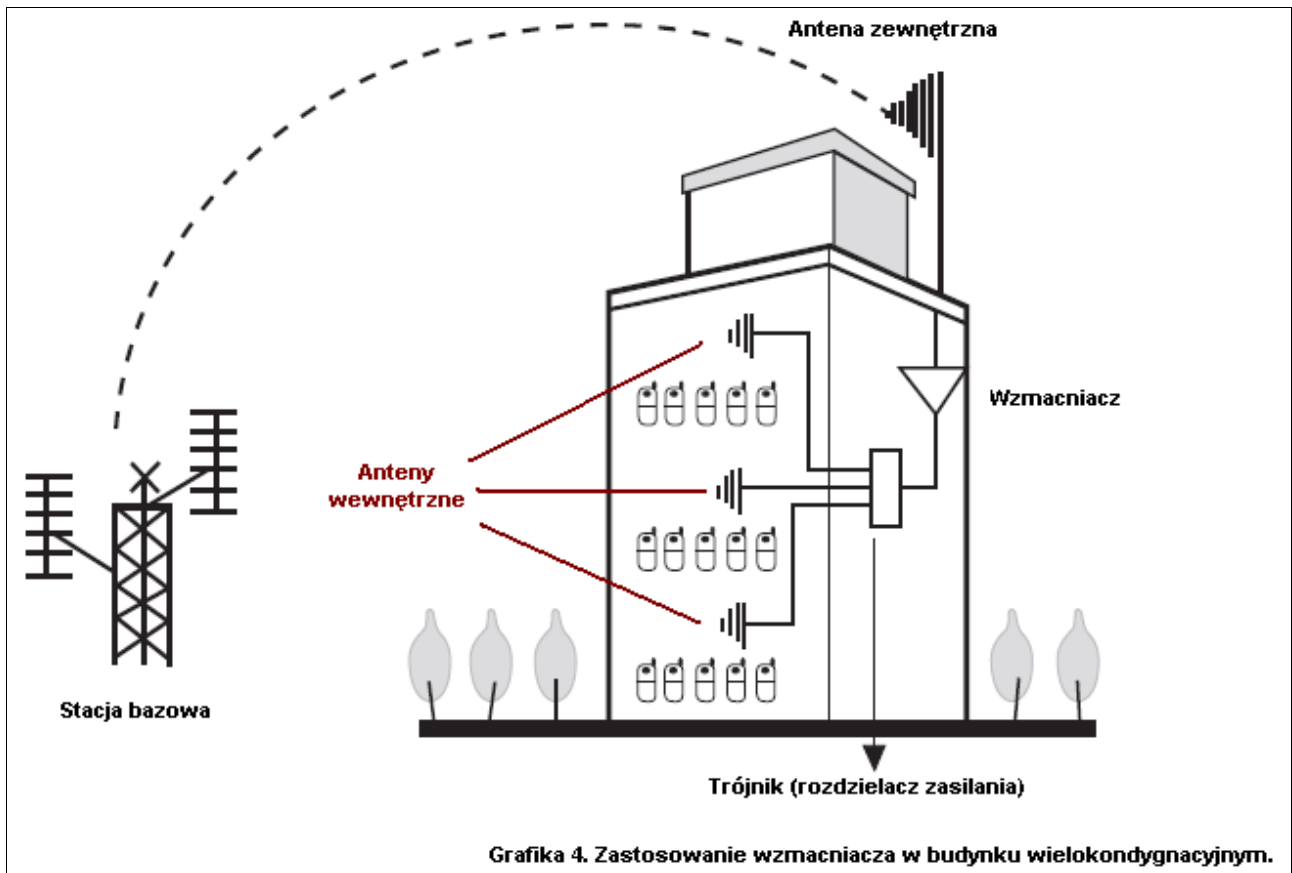 Antena zewnętrzna
Wzmacniacz
Anteny
wewnętrzne
Stacja bazowa
Trójnik (rozdzielacz zasilania)
Grafika 4. Zastosowanie wzmacniacza w budynku wielokondygnacyjnym.